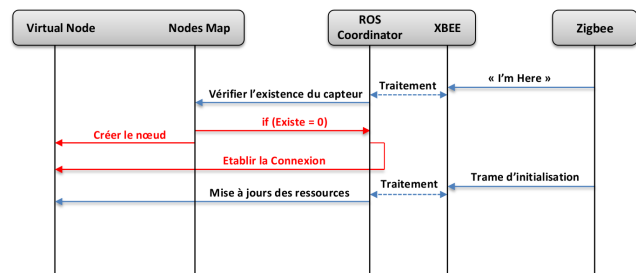 Virtual Node
Nodes Map
ROS
Coordinator
XBEE
Zigbee
« I'm Here »
Traitement
Vérifier l'existence du capteur
if (Existe = 0)
Créer le nœud
Etablir la Connexion
Trame d'initialisation
Traitement
Mise à jours des ressources